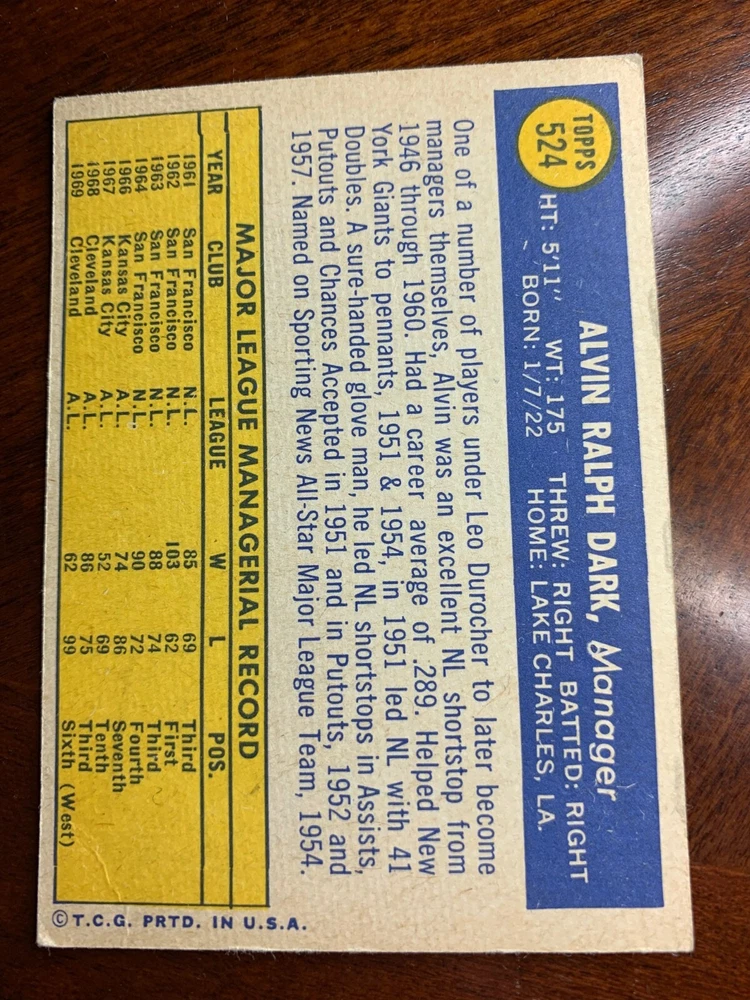 TOPPS
524
ALVIN RALPH DARK, Manager
HT: 5'11" WT: 175 THREW: RIGHT BATTED: RIGHT
BORN: 1/7/22 HOME: LAKE CHARLES, LA.
One of a number of players under Leo Durocher to later become
managers themselves, Alvin was an excellent NL shortstop from
1946 through 1960. Had a career average of .289. Helped New
York Giants to pennants, 1951 & 1954, in 1951 led NL with 41
Doubles. A sure-handed glove man, he led NL shortstops in Assists,
Putouts and Chances Accepted in 1951 and in Putouts, 1952 and
1957. Named on Sporting News All-Star Major League Team, 1954.
MAJOR LEAGUE MANAGERIAL RECORD
YEAR CLUB LEAGUE W L POS.
1961 San Francisco N.L. 85 69 Third
1962 San Francisco N.L. 103 62 First
1963 San Francisco N.L. 88 74 Third
1964 San Francisco N.L. 90 72 Fourth
1966 Kansas City A.L. 74 86 Seventh
1967 Kansas City A.L. 52 69 Tenth
1968 Cleveland A.L. 86 75 Third
1969 Cleveland A.L. 62 99 Sixth (West)
© T.C.G. PRTD. IN U.S.A.